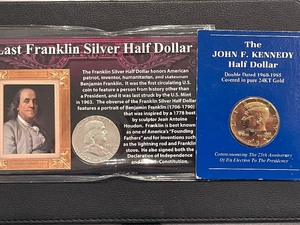 Last Franklin Silver Half Dollar
The Franklin Silver Half Dollar honors American
patriot, inventor, humanitarian, and statesman
Benjamin Franklin. It was the first circulating U.S.
coin to feature a person from history other than
a President, and it was last struck by the U.S. Mint
in 1963. The obverse of the Franklin Silver Half Dollar
features a portrait of Benjamin Franklin (1706-1790)
that was inspired by a 1778 bust
by sculptor Jean Antoine
Houdon. Franklin is best known
as one of America's "Founding
Fathers" and for inventions such
as the lightning rod and Franklin
stove. He also signed both the
Declaration of Independence
and the Constitution.
The
JOHN F. KENNEDY
Half Dollar
Double Dated 1960-1985
Covered in pure 24KT Gold
Commemorating The 25th Anniversary
Of His Election To The Presidency